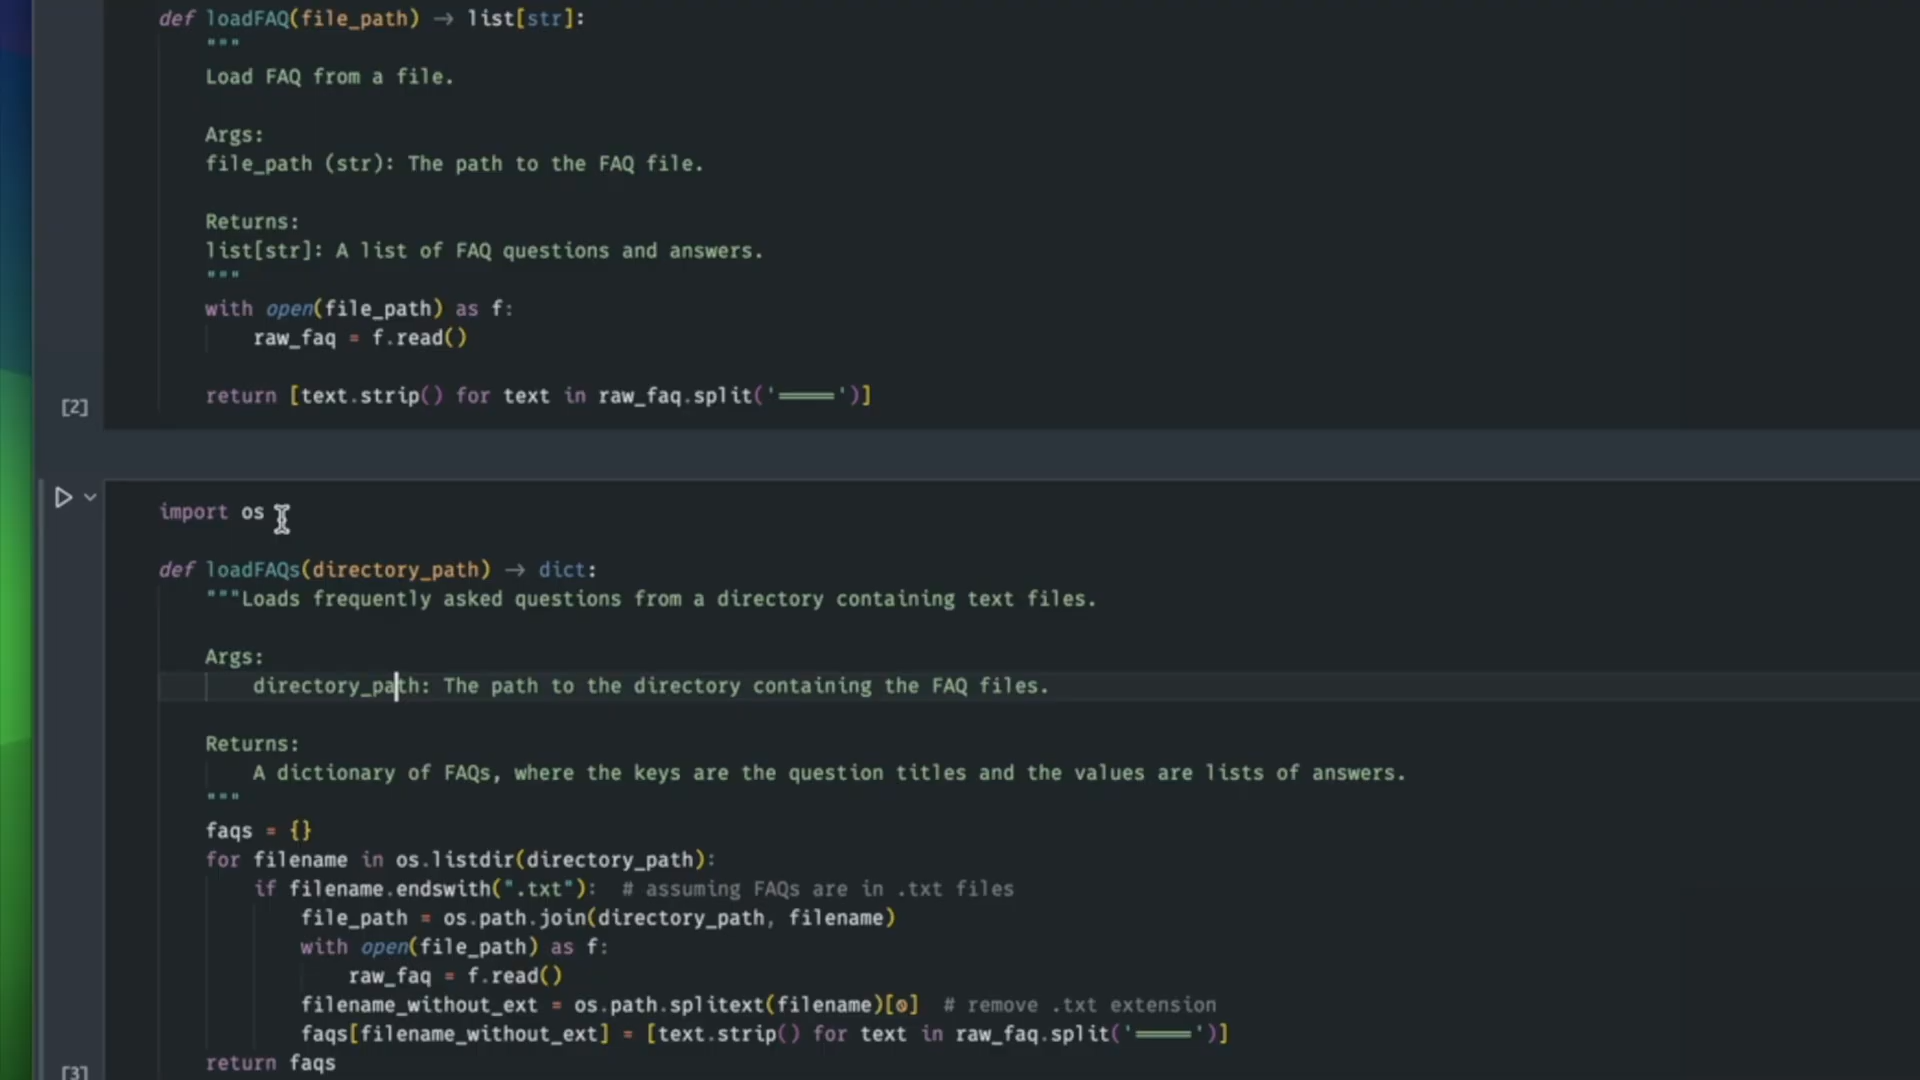 def loadFAQ(file_path) -> list[str]:
"""
Load FAQ from a file.
Args:
file_path (str): The path to the FAQ file.
Returns:
list[str]: A list of FAQ questions and answers.
"""
with open(file_path) as f:
raw_faq = f.read()
return [text.strip() for text in raw_faq.split('=====')]
[2]
import os
def loadFAQs(directory_path) -> dict:
"""Loads frequently asked questions from a directory containing text files.
Args:
directory_path: The path to the directory containing the FAQ files.
Returns:
A dictionary of FAQs, where the keys are the question titles and the values are lists of answers.
"""
faqs = {}
for filename in os.listdir(directory_path):
if filename.endswith(".txt"):  # assuming FAQs are in .txt files
file_path = os.path.join(directory_path, filename)
with open(file_path) as f:
raw_faq = f.read()
filename_without_ext = os.path.splitext(filename)[0]  # remove .txt extension
faqs[filename_without_ext] = [text.strip() for text in raw_faq.split('=====')]
return faqs
[3]